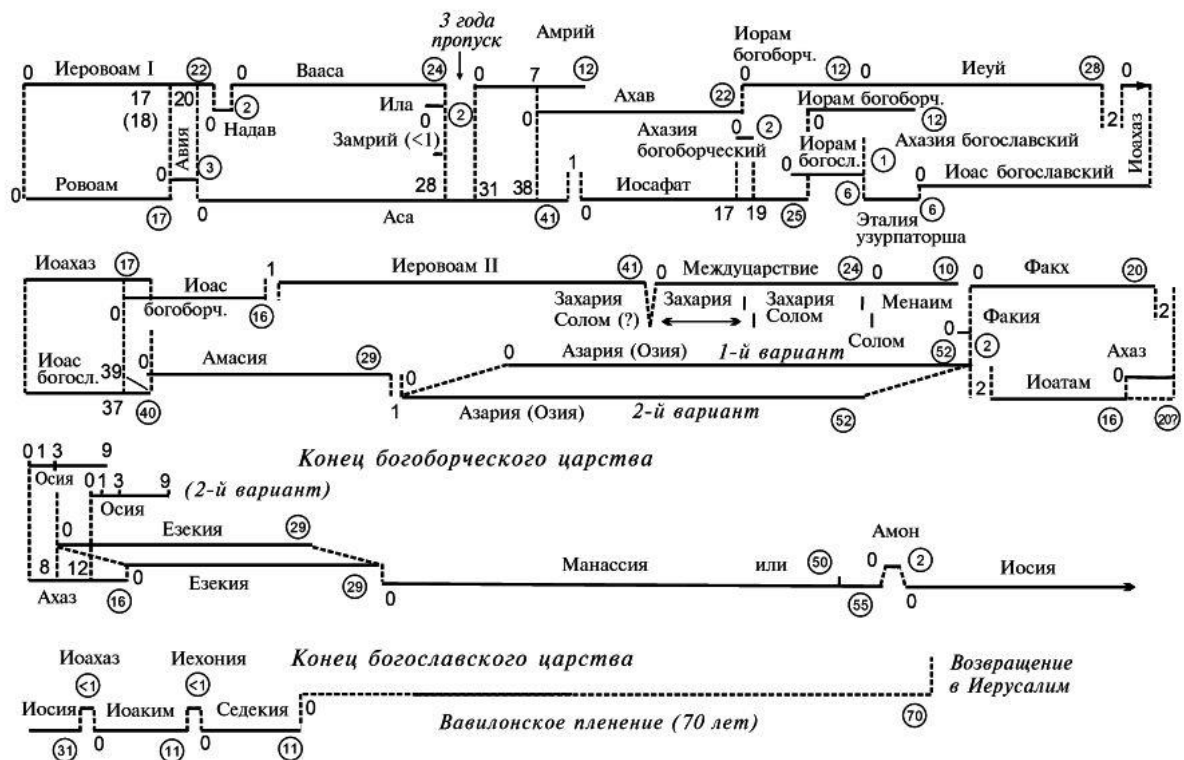 3 года
пропуск
Амрий
Иорам
богоборч.
0 Иеровоам I 22 0 Вааса 24 0 7 12 12 0 Иеуй 28 0
17 20 2 Ила 2 Ахав 22 0 Иорам богоборч.
(18) 0 Надав 0 0 Ахазия 0 2 0 12 2
Авия Замрий (<1) богоборческий Иорам Ахазия богославский Иоахаз
0 Ровоам 0 3 28 31 38 1 Иосафат 0 богосл. 1 0 Иоас богославский
17 0 Аса 41 0 17 19 25 6 Эталия 6
узурпаторша
Иоахаз 17 Иоас 1 Иеровоам II 41 0 Междуцарствие 24 0 10 0 Факх 20
0 богоборч. 16 Захария Захария Захария Менаим 2
Солом (?) Солом 0 Факия
Иоас 39 0 Амасия 29 0 0 Азария (Озия) 1-й вариант Солом 52 2 Ахаз
богосл. 0
37 40 1 Азария (Озия) 2-й вариант 52 2 Иоатам 16 20?
0 1 3 9 Конец богоборческого царства
Осия 0 1 3 9 (2-й вариант)
Осия
0 Езекия 29 Амон
8 12 0 Езекия 29 Манассия или 50 0 2 Иосия
Ахаз 16 0 55 0
Иоахаз Иехония Конец богославского царства Возвращение
<1 <1 в Иерусалим
Иосия Иоаким Седекия 0 Вавилонское пленение (70 лет) 70
31 0 11 0 11